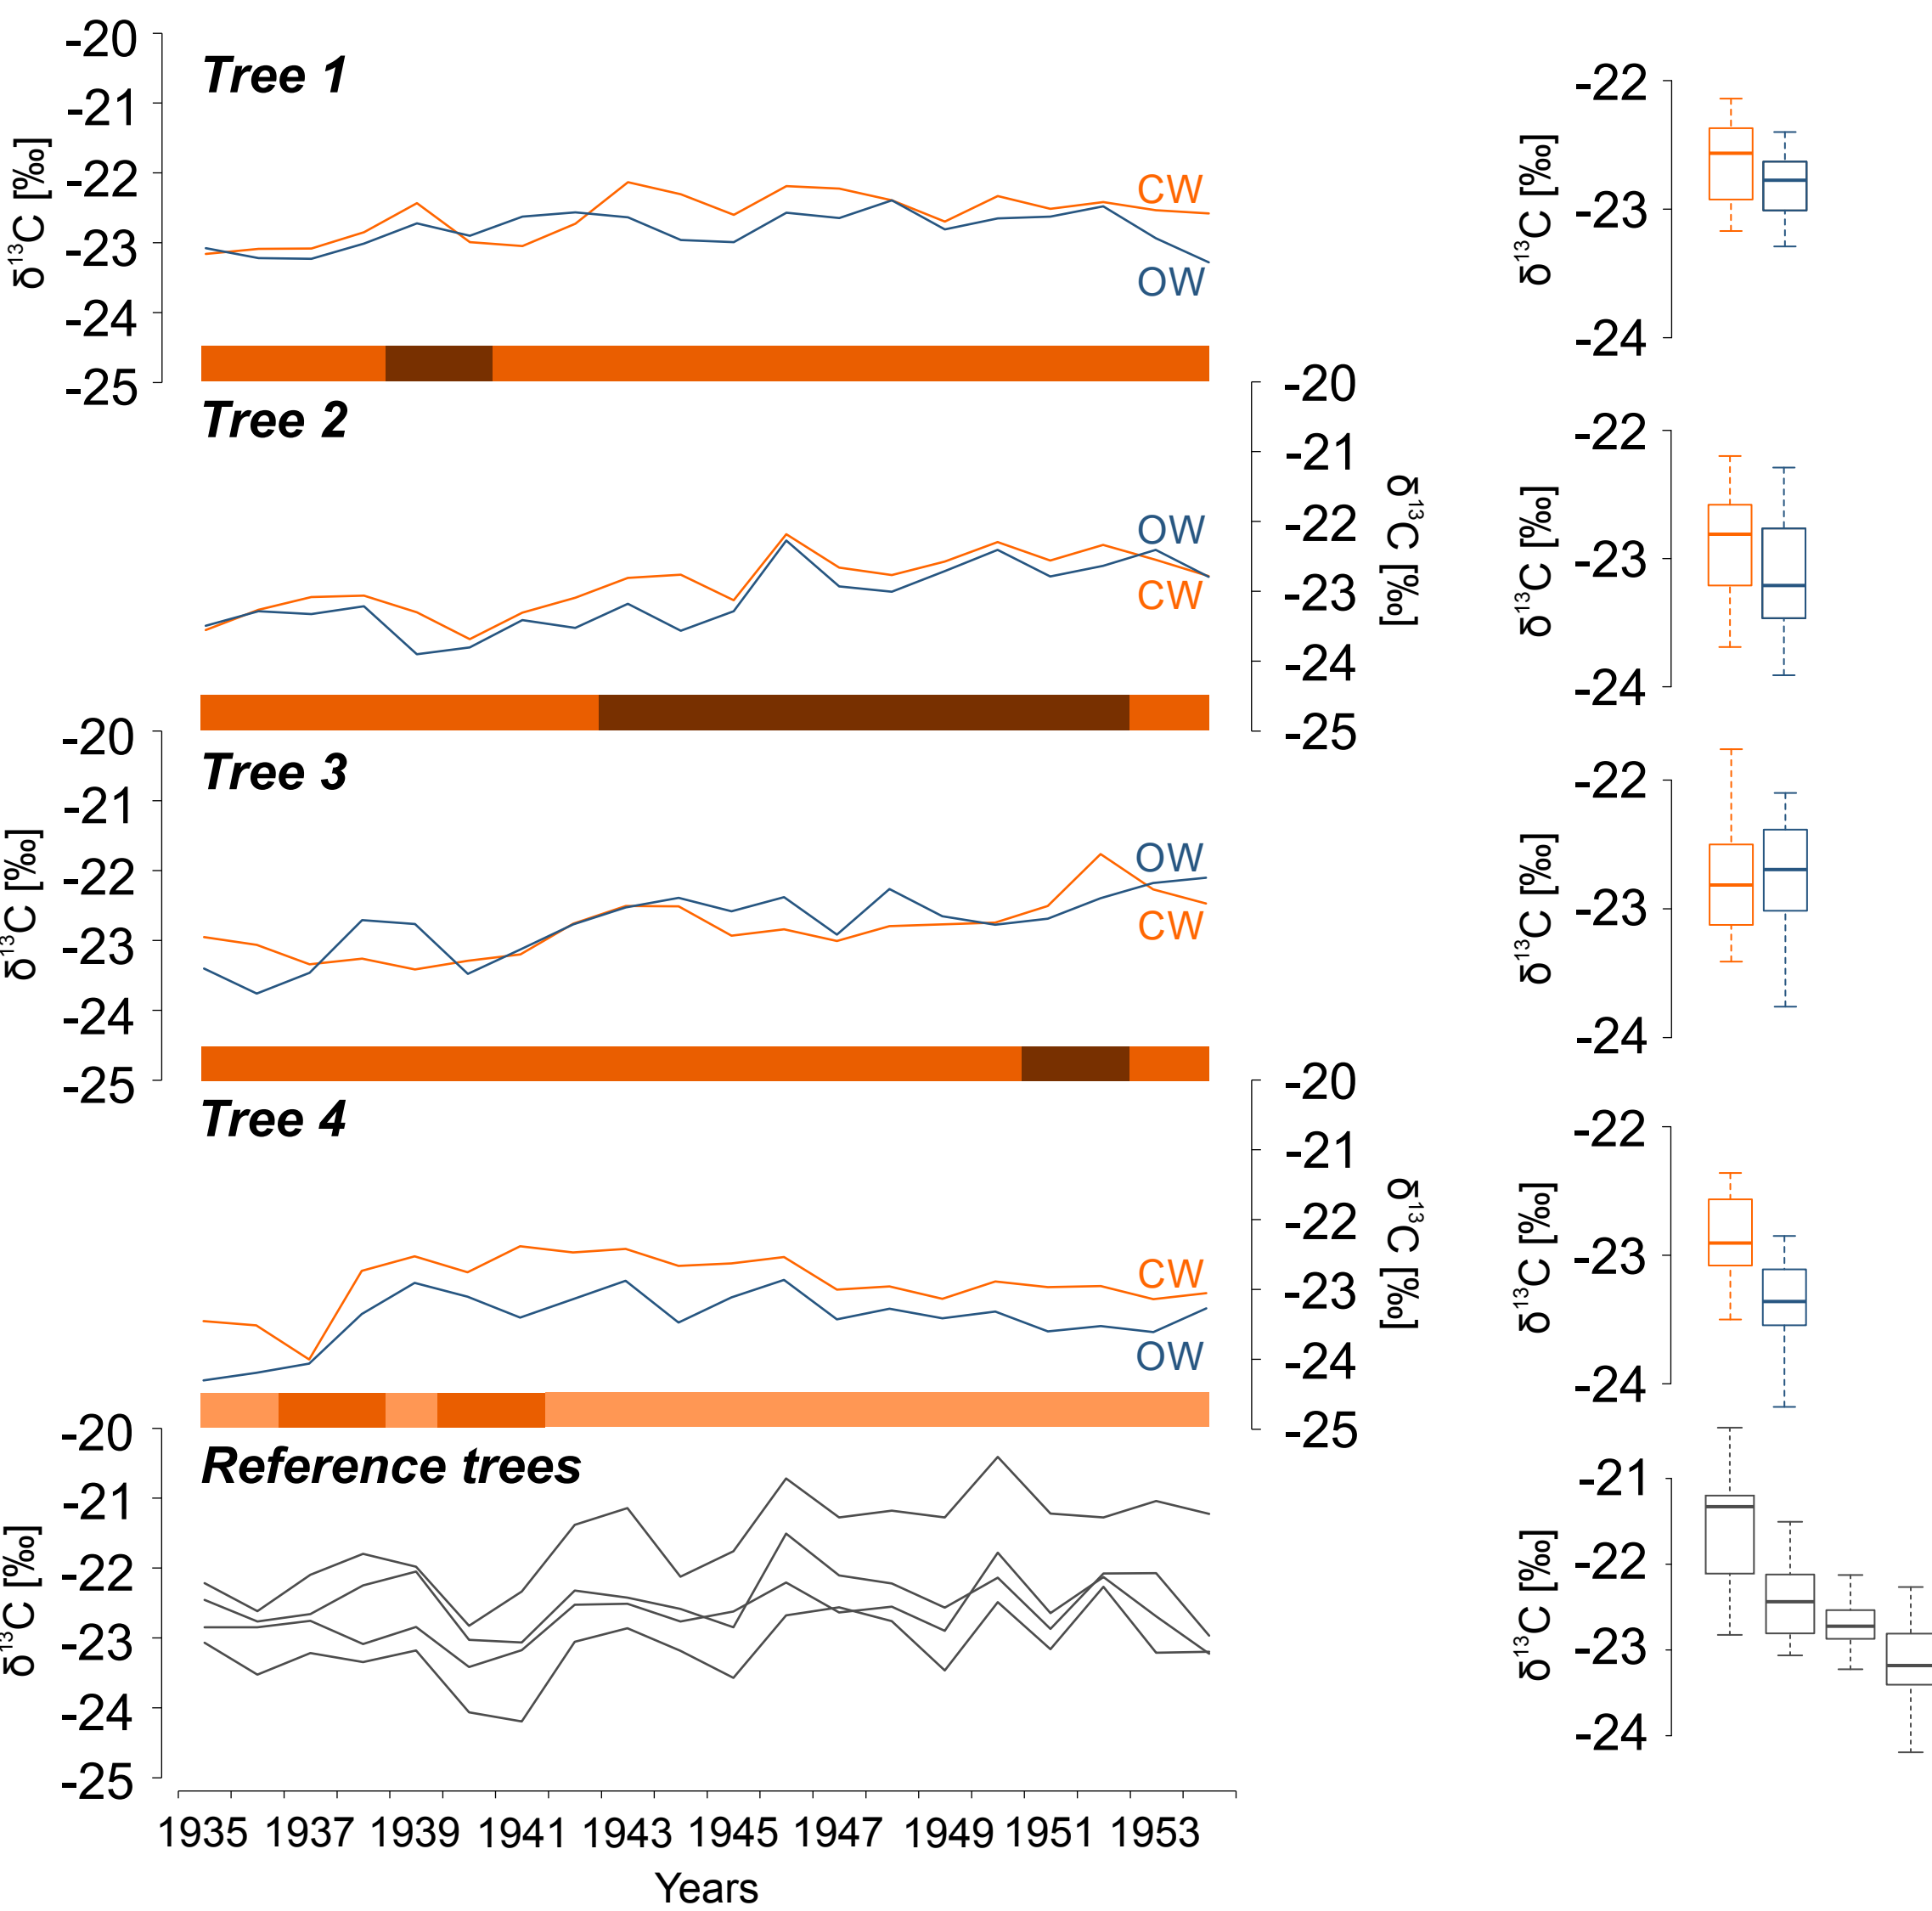 Tree 1
-20
-21
-22
-23
-24
-25
δ¹³C [‰]
CW
OW
-22
-23
-24
δ¹³C [‰]
Tree 2
-20
-21
-22
-23
-24
-25
δ¹³C [‰]
OW
CW
-22
-23
-24
δ¹³C [‰]
Tree 3
-20
-21
-22
-23
-24
-25
δ¹³C [‰]
OW
CW
-22
-23
-24
δ¹³C [‰]
Tree 4
-20
-21
-22
-23
-24
-25
δ¹³C [‰]
CW
OW
-22
-23
-24
δ¹³C [‰]
Reference trees
-20
-21
-22
-23
-24
-25
δ¹³C [‰]
-21
-22
-23
-24
δ¹³C [‰]
1935 1937 1939 1941 1943 1945 1947 1949 1951 1953
Years